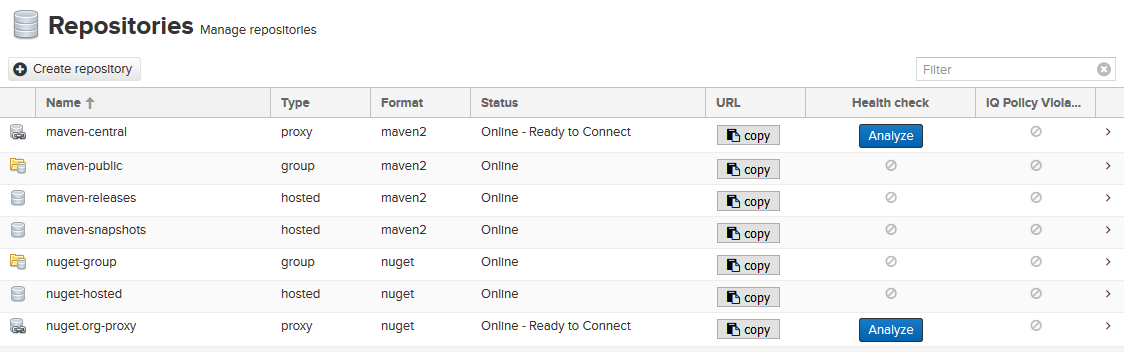 Repositories Manage repositories
Create repository Filter
Name Type Format Status URL Health check IQ Policy Viola...
maven-central proxy maven2 Online - Ready to Connect copy Analyze
maven-public group maven2 Online copy
maven-releases hosted maven2 Online copy
maven-snapshots hosted maven2 Online copy
nuget-group group nuget Online copy
nuget-hosted hosted nuget Online copy
nuget.org-proxy proxy nuget Online - Ready to Connect copy Analyze